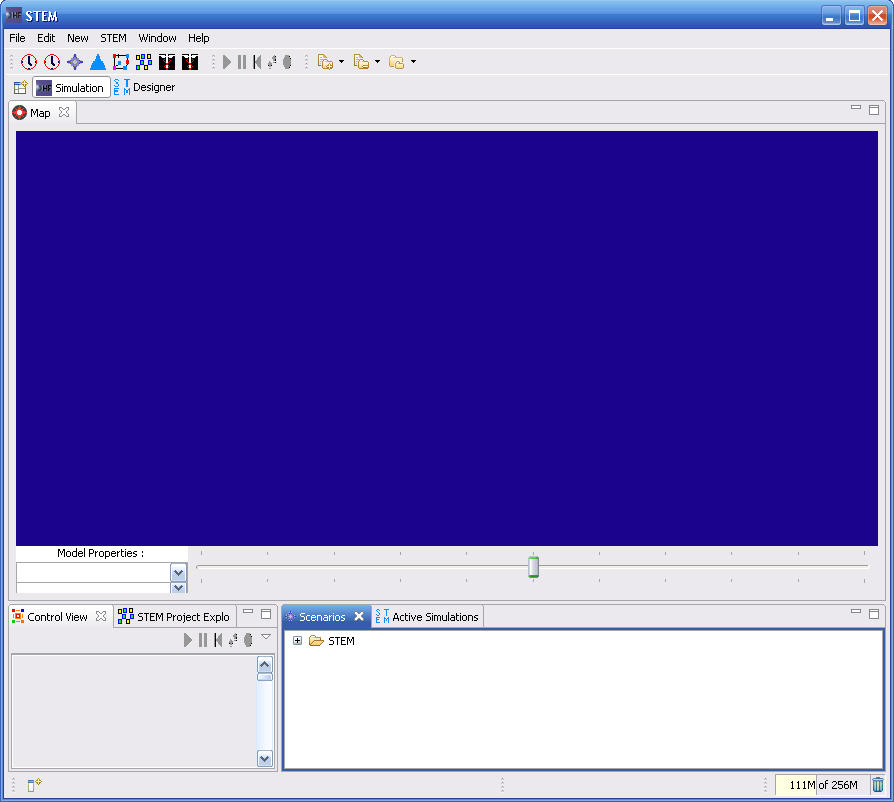 STEM
File Edit New STEM Window Help
Simulation
Designer
Map
Model Properties :
Control View
STEM Project Explo
Scenarios
Active Simulations
STEM
111M of 256M